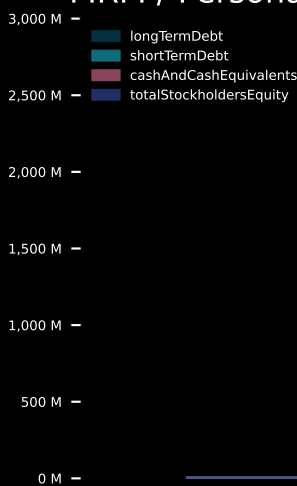 3,000 M
longTermDebt
shortTermDebt
cashAndCashEquivalents
totalStockholdersEquity
2,500 M
2,000 M
1,500 M
1,000 M
500 M
0 M